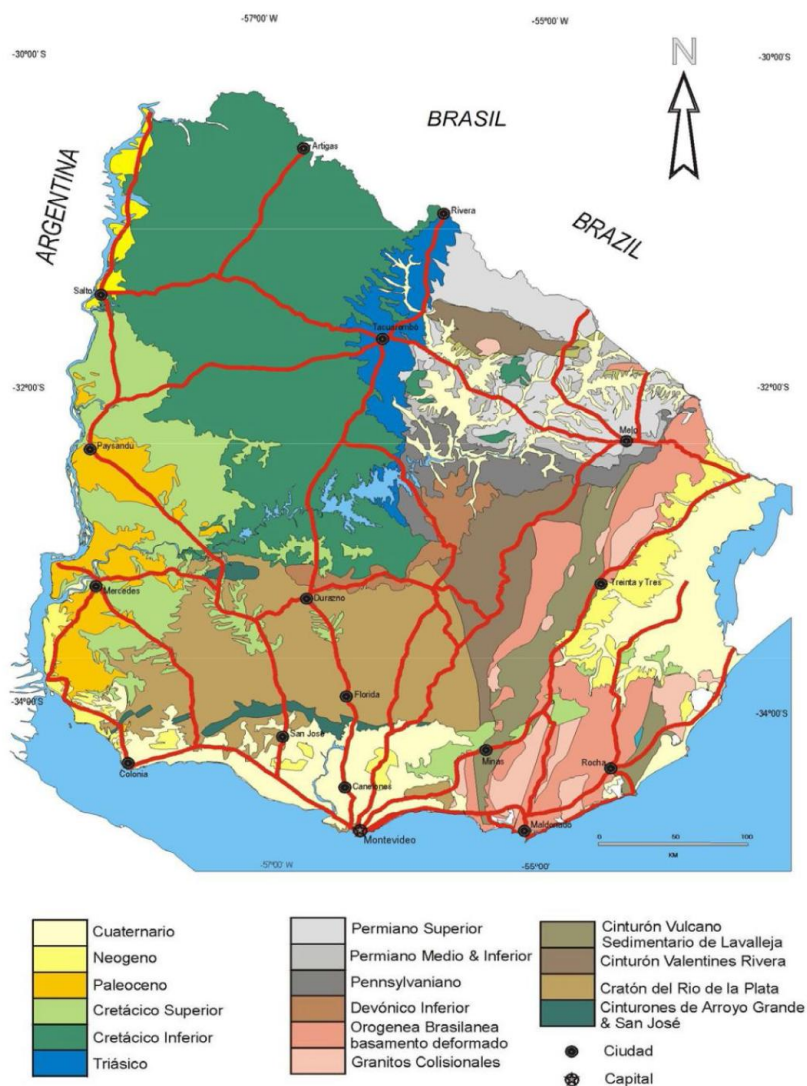 -57°00' W
-55°00' W
-30°00' S
-30°00' S
N
BRASIL
ARGENTINA
BRAZIL
Artigas
Rivera
Salto
Tacuarembó
-32°00'S
-32°00'S
Paysandú
Melo
Mercedes
Durazno
Treinta y Tres
-34°00'S
-34°00' S
Florida
San José
Colonia
Canelones
Minas
Rocha
Montevideo
Maldonado
0 50 100
KM
-57°00' W
-55°00'
Cuaternario
Neogeno
Paleoceno
Cretácico Superior
Cretácico Inferior
Triásico
Permiano Superior
Permiano Medio & Inferior
Pennsylvaniano
Devónico Inferior
Orogenea Brasilanea
basamento deformado
Granitos Colisionales
Cinturón Vulcano
Sedimentario de Lavalleja
Cinturón Valentines Rivera
Cratón del Rio de la Plata
Cinturones de Arroyo Grande
& San José
Ciudad
Capital